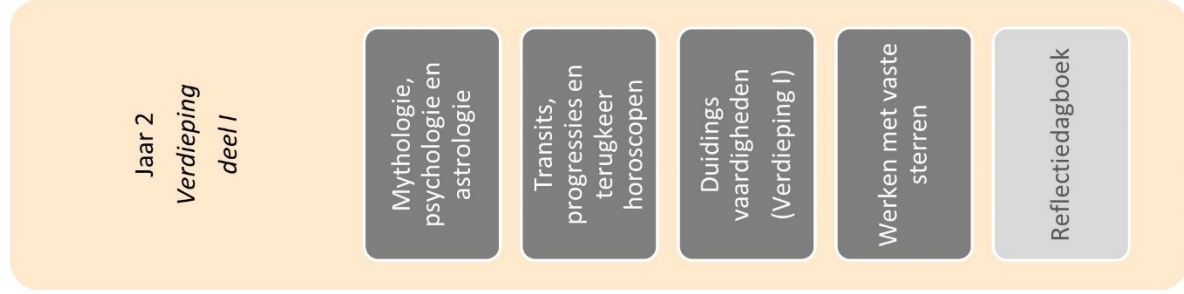 Jaar 2
Verdieping
deel I
Mythologie,
psychologie en
astrologie
Transits,
progressies en
terugkeer
horoscopen
Duidings
vaardigheden
(Verdieping I)
Werken met vaste
sterren
Reflectiedagboek